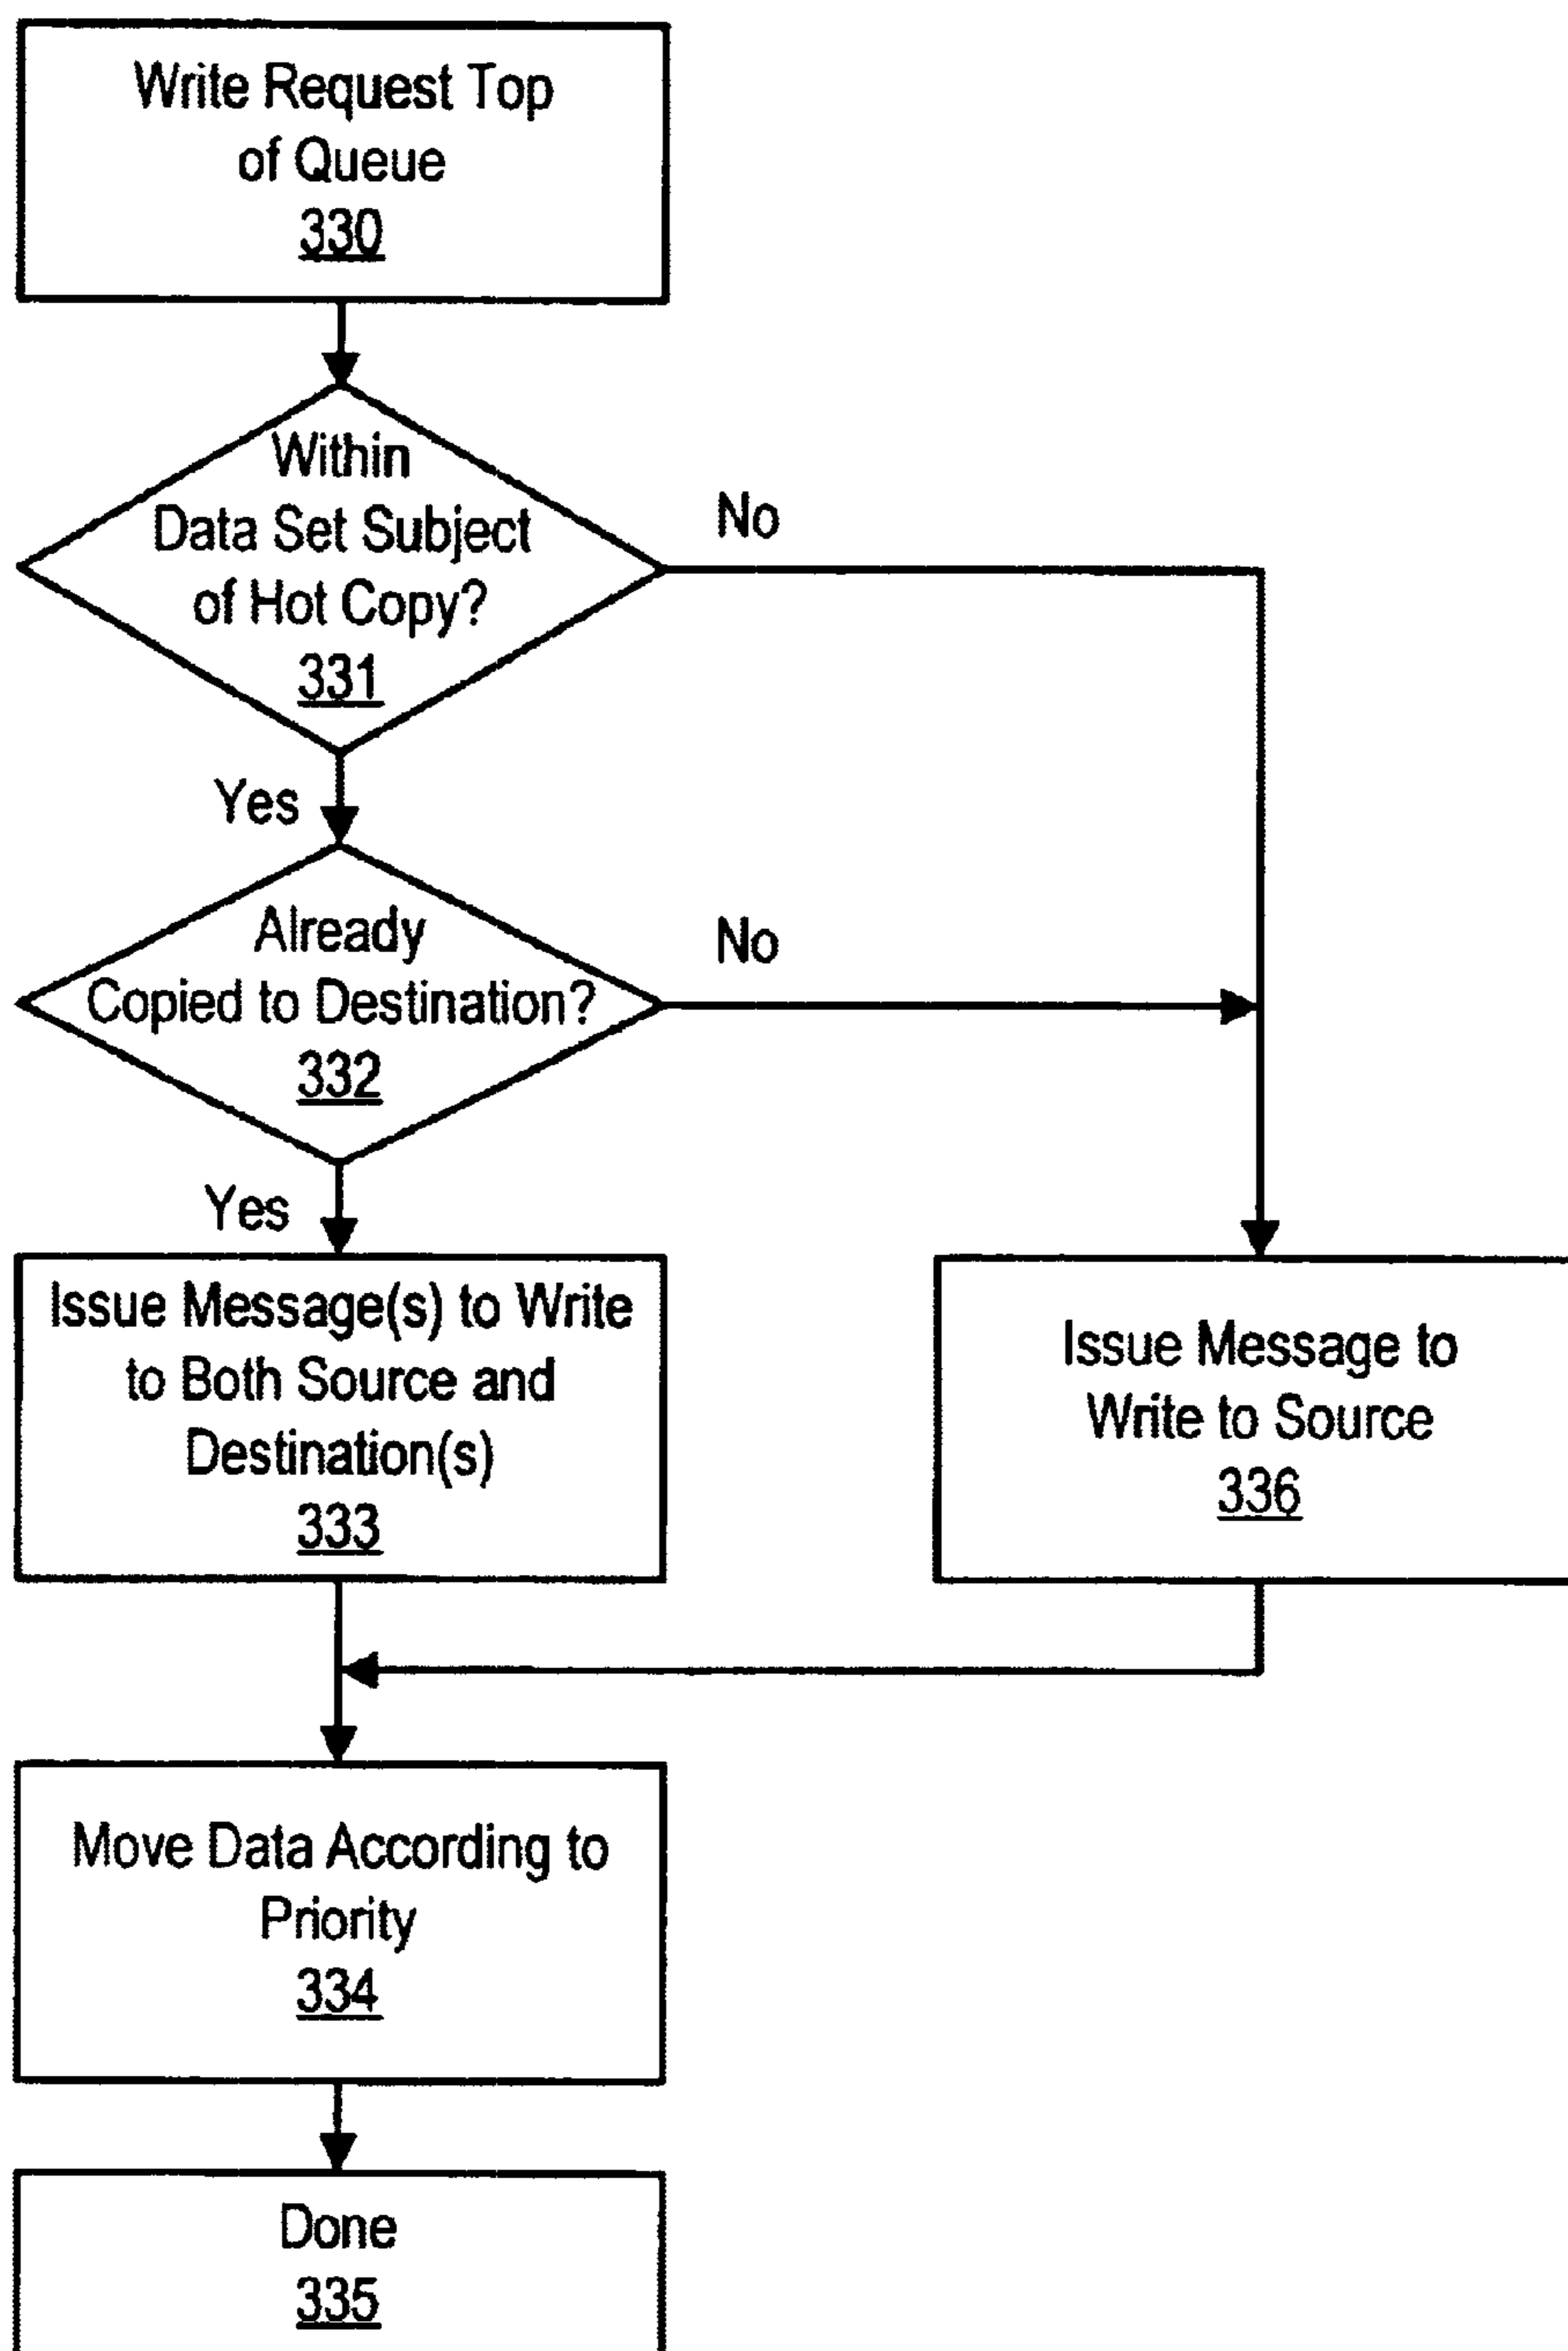 Write Request Top
of Queue
330
Within
Data Set Subject
of Hot Copy?
331
No
Yes
Already
Copied to Destination?
332
No
Yes
Issue Message(s) to Write
to Both Source and
Destination(s)
333
Issue Message to
Write to Source
336
Move Data According to
Priority
334
Done
335